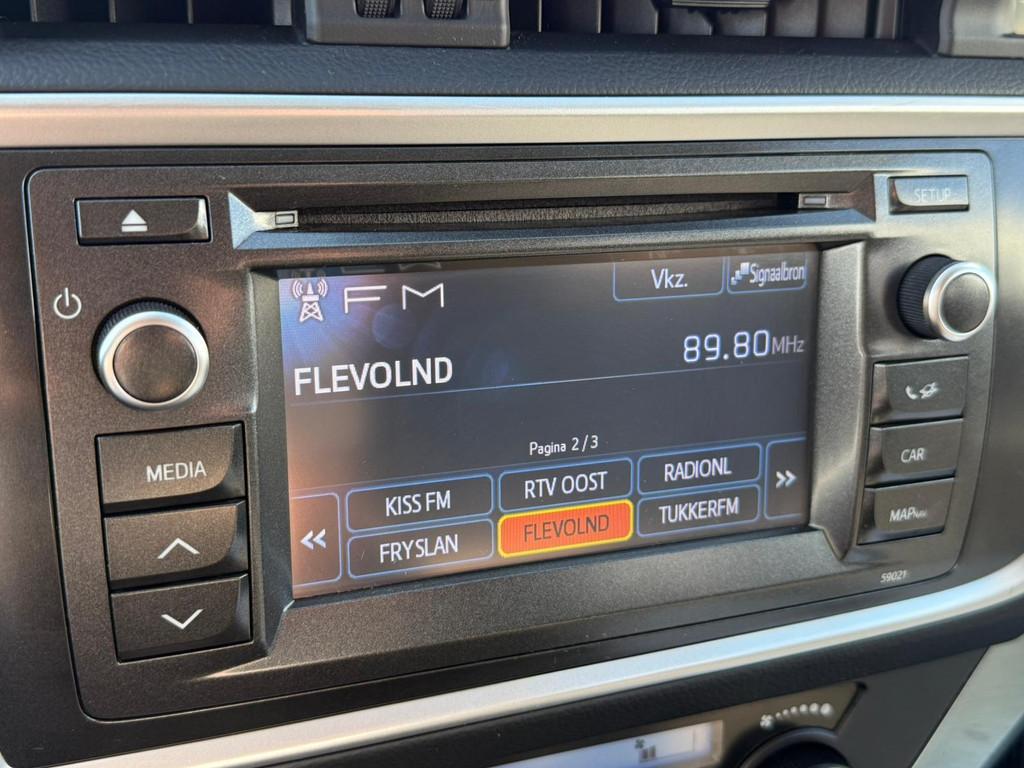 SETUP
FM
Vkz.
Signaalbron
89.80MHz
FLEVOLND
Pagina 2/3
MEDIA
KISS FM
RTV OOST
RADIONL
FRYSLAN
FLEVOLND
TUKKERFM
CAR
MAPNAV
59021